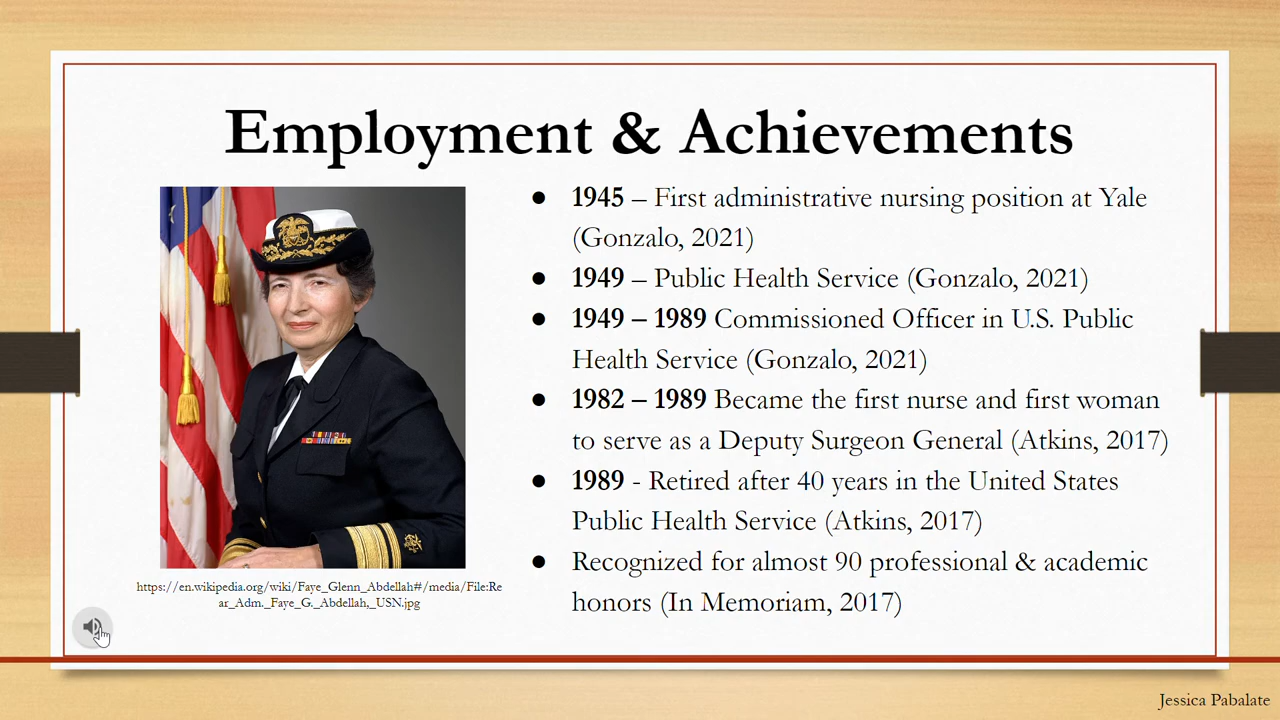 Employment & Achievements
● 1945 – First administrative nursing position at Yale
(Gonzalo, 2021)
● 1949 – Public Health Service (Gonzalo, 2021)
● 1949 – 1989 Commissioned Officer in U.S. Public
Health Service (Gonzalo, 2021)
● 1982 – 1989 Became the first nurse and first woman
to serve as a Deputy Surgeon General (Atkins, 2017)
● 1989 - Retired after 40 years in the United States
Public Health Service (Atkins, 2017)
● Recognized for almost 90 professional & academic
honors (In Memoriam, 2017)
https://en.wikipedia.org/wiki/Faye_Glenn_Abdellah#/media/File:Re
ar_Adm._Faye_G._Abdellah,_USN.jpg
Jessica Pabalate